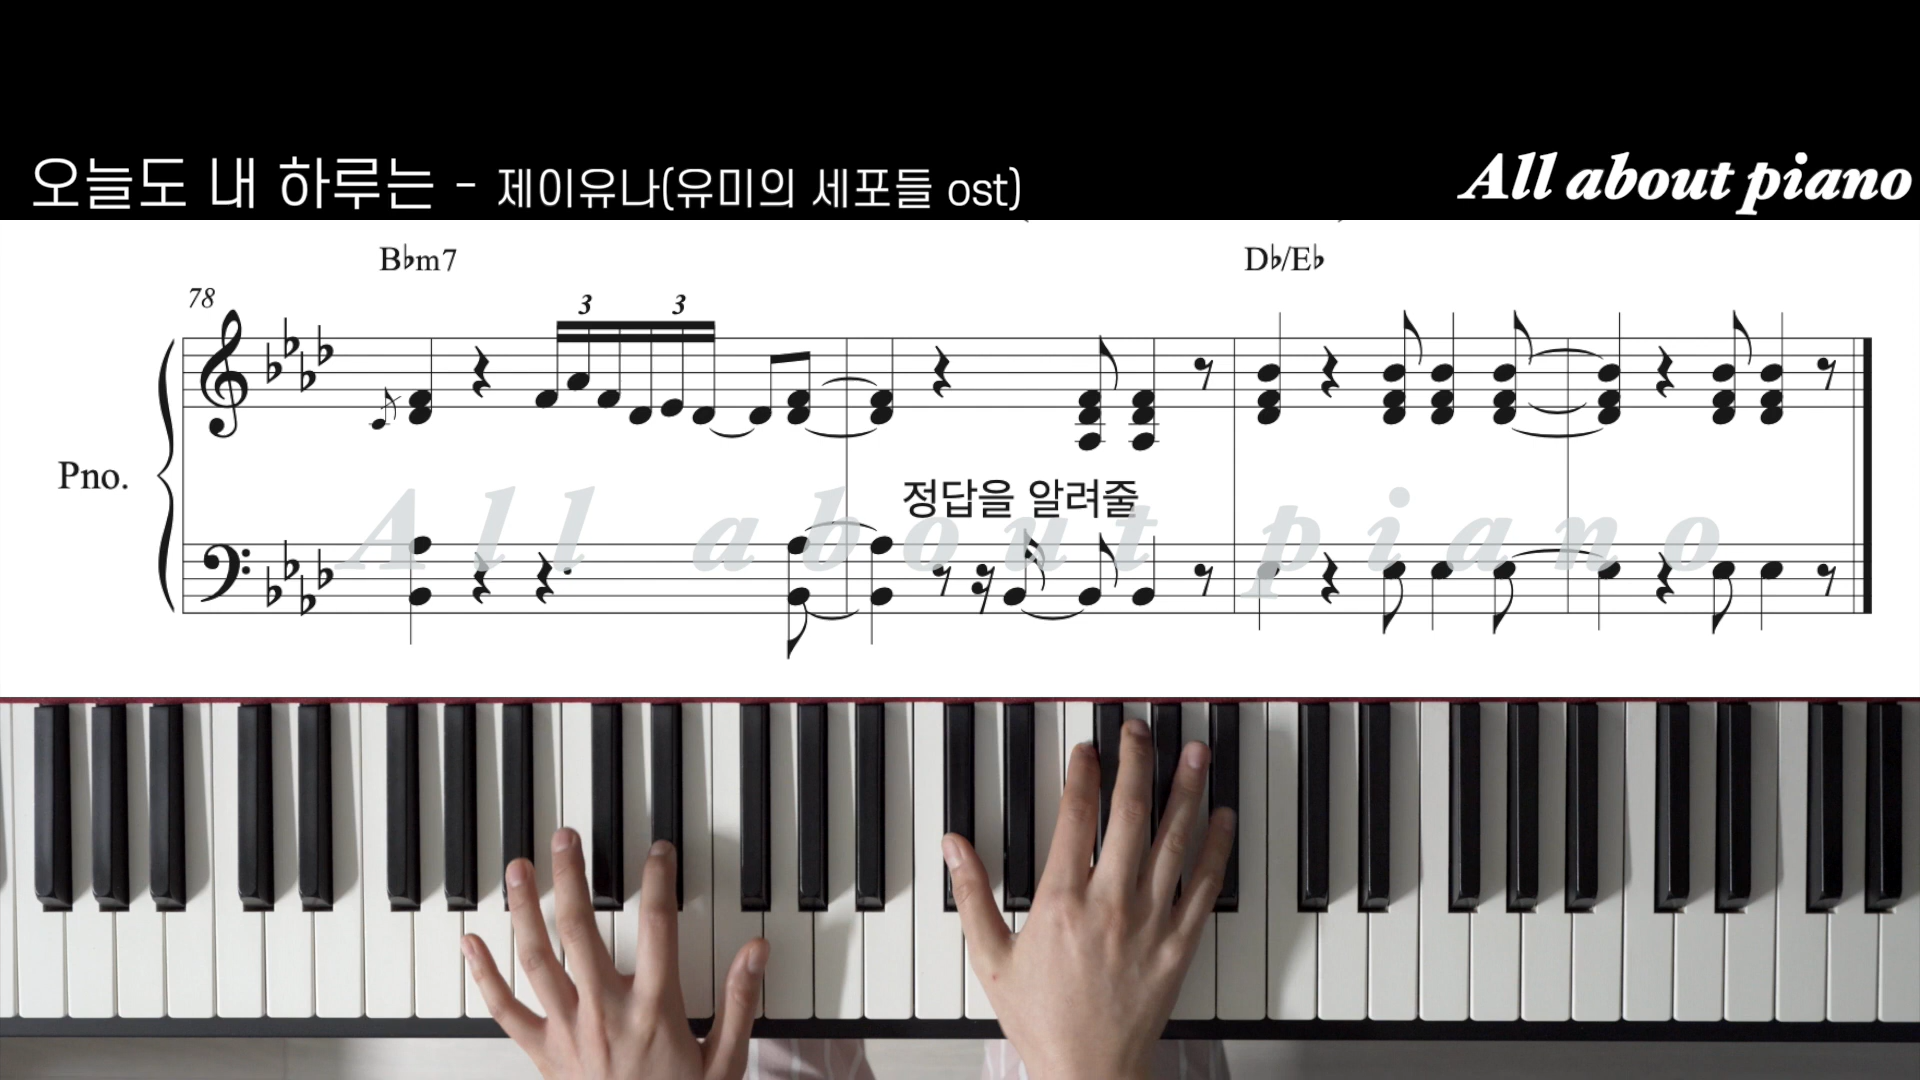 오늘도 내 하루는 - 제이유나(유미의 세포들 ost)
All about piano
B♭m7
D♭/E♭
78
3
3
Pno.
정답을 알려줄
All about piano